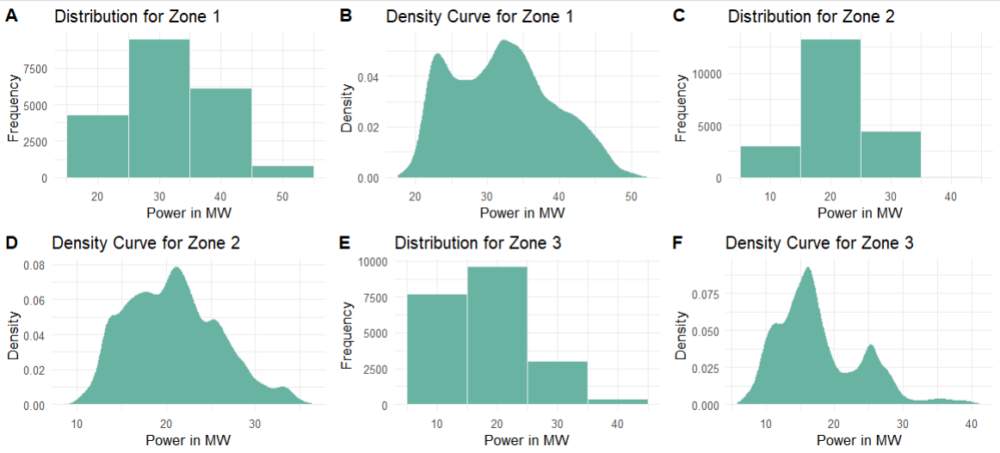 A Distribution for Zone 1
7500
5000
2500
0
Frequency
20 30 40 50
Power in MW
B Density Curve for Zone 1
0.04
0.02
0.00
Density
20 30 40 50
Power in MW
C Distribution for Zone 2
10000
5000
0
Frequency
10 20 30 40
Power in MW
D Density Curve for Zone 2
0.08
0.06
0.04
0.02
0.00
Density
10 20 30
Power in MW
E Distribution for Zone 3
10000
7500
5000
2500
0
Frequency
10 20 30 40
Power in MW
F Density Curve for Zone 3
0.075
0.050
0.025
0.000
Density
10 20 30 40
Power in MW